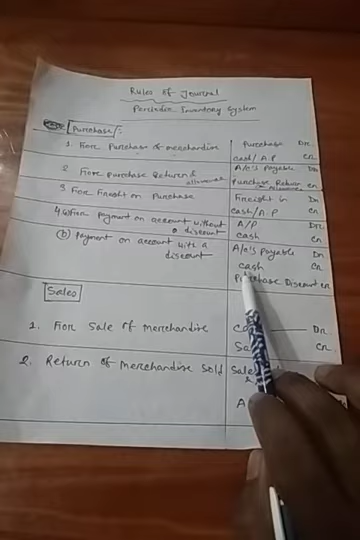 Rules of Journal
Periodic Inventory System
Purchase :
1. For Purchase of merchandise Purchase Dr.
cash/A.P cr
2. For purchase Return & allowance A/c's Payable Dr
Purchase Return & Allowance cr
3. For Freight on Purchase Freight in Dr
cash/A.P cr
4(a) For Payment on account without a discount A/P Dr.
cash cr
(b) Payment on account with a discount A/c's Payable Dr.
cash cr
Purchase Discount cr
Sales
1. For Sale of merchandise Dr.
cr.
2. Return of merchandise sold